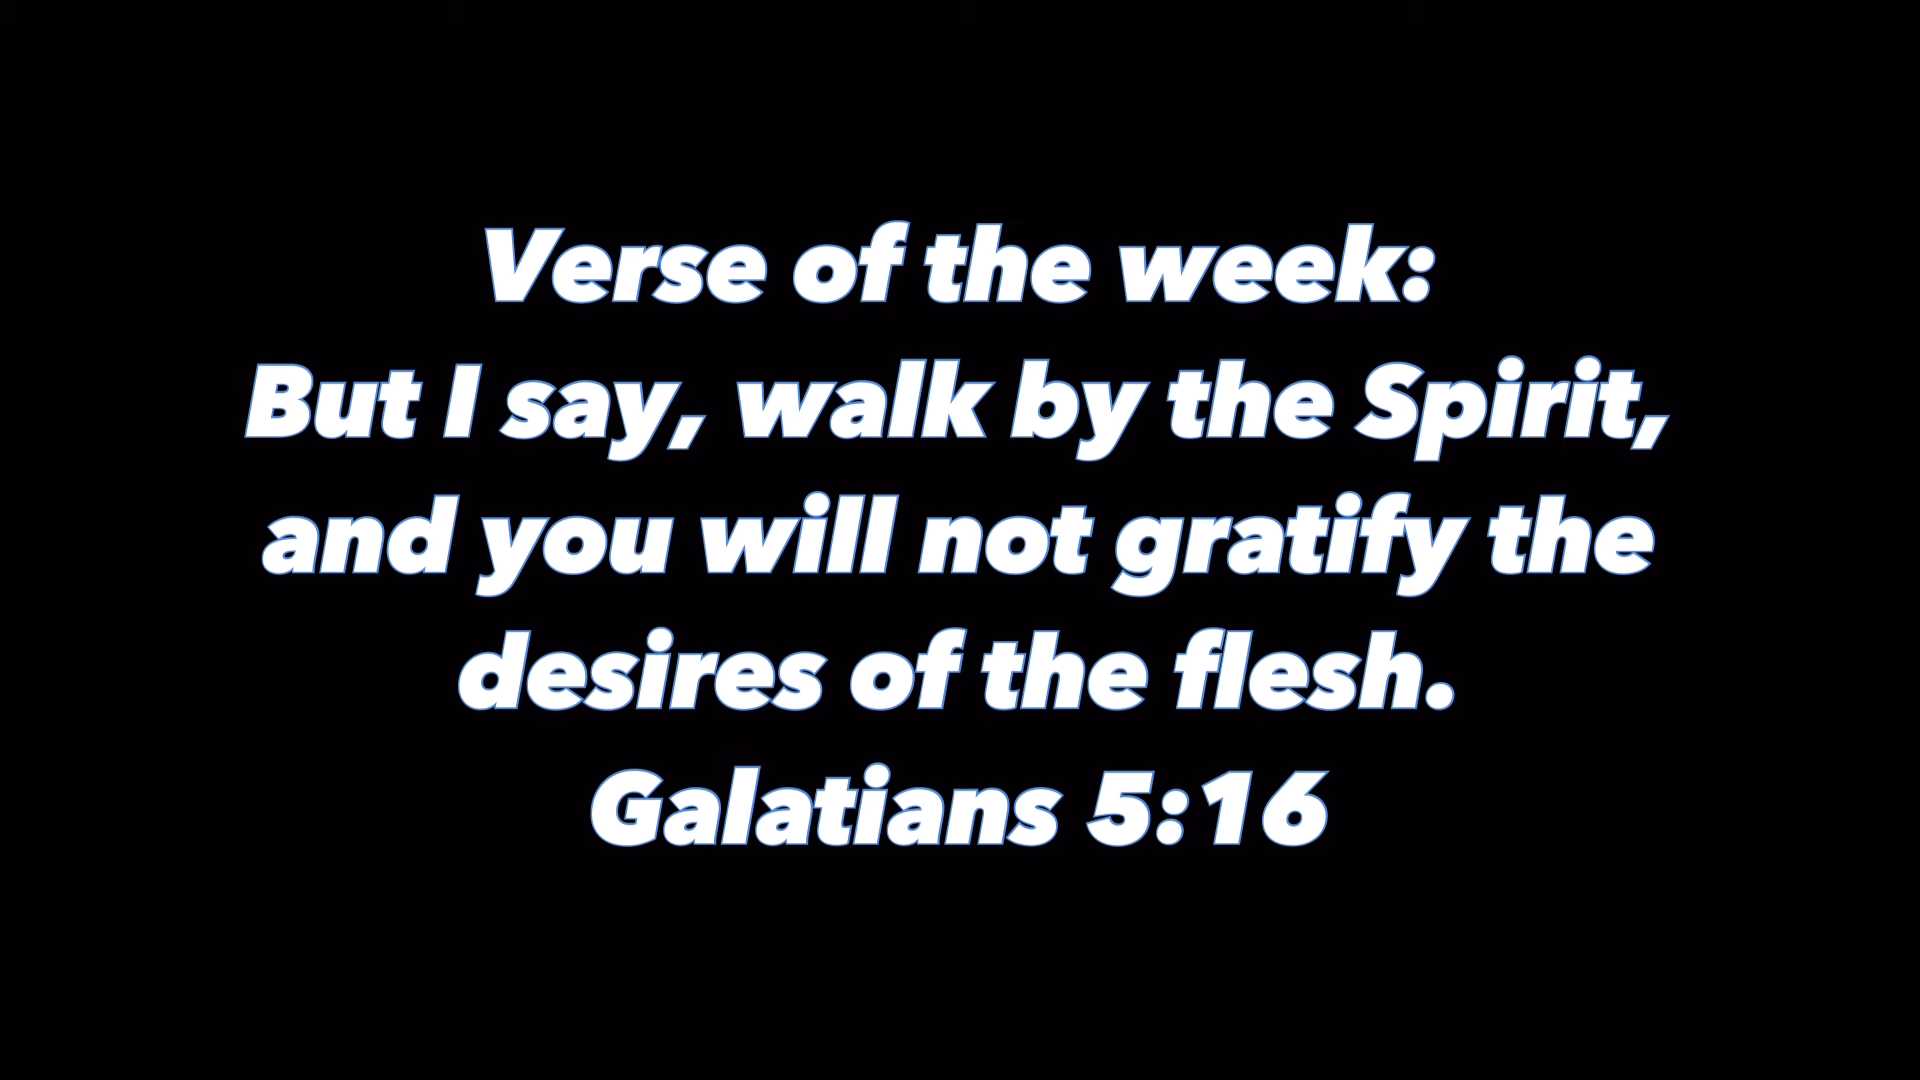 Verse of the week:
But I say, walk by the Spirit,
and you will not gratify the
desires of the flesh.
Galatians 5:16